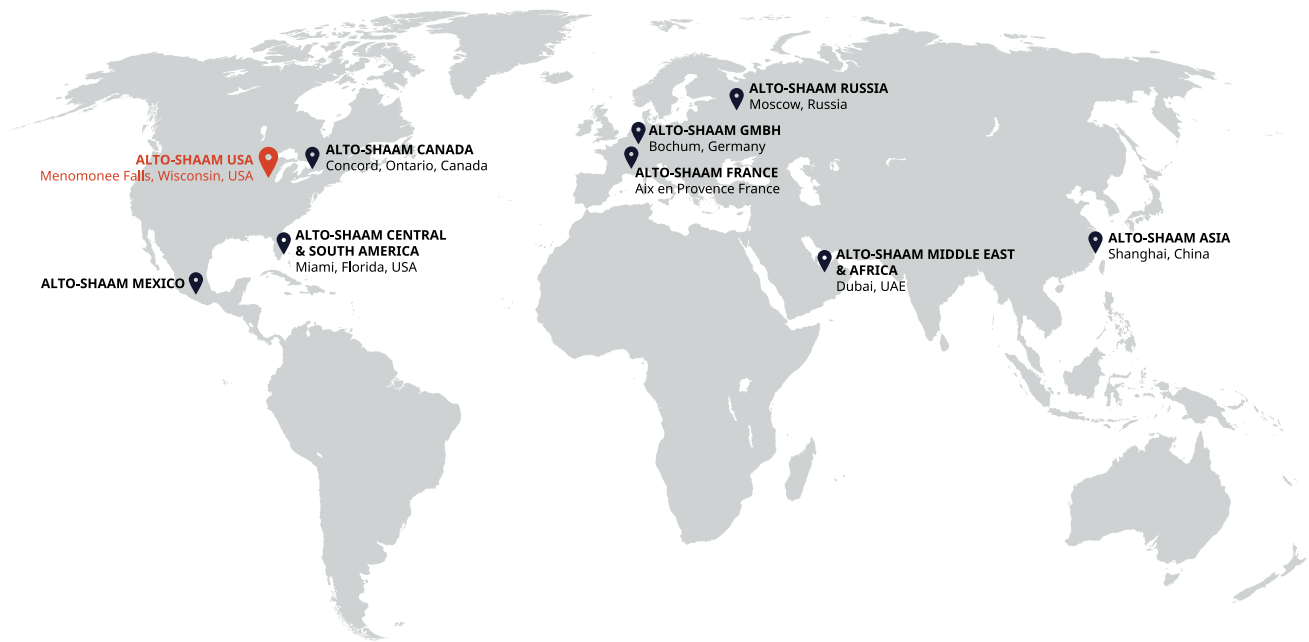 ALTO-SHAAM RUSSIA
Moscow, Russia
ALTO-SHAAM GMBH
Bochum, Germany
ALTO-SHAAM CANADA
Concord, Ontario, Canada
ALTO-SHAAM USA
Menomonee Falls, Wisconsin, USA
ALTO-SHAAM FRANCE
Aix en Provence France
ALTO-SHAAM CENTRAL
& SOUTH AMERICA
Miami, Florida, USA
ALTO-SHAAM ASIA
Shanghai, China
ALTO-SHAAM MIDDLE EAST
& AFRICA
Dubai, UAE
ALTO-SHAAM MEXICO